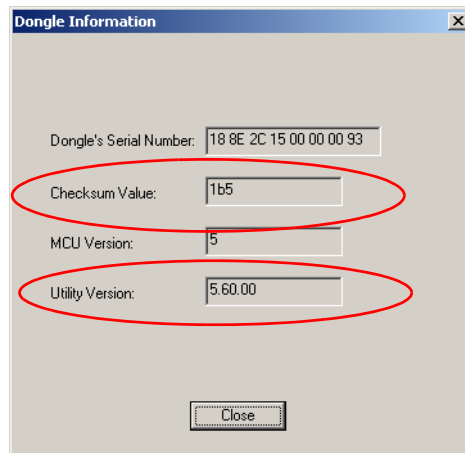 Dongle Information
Dongle's Serial Number: 18 8E 2C 15 00 00 00 93
Checksum Value: 1b5
MCU Version: 5
Utility Version: 5.60.00
Close